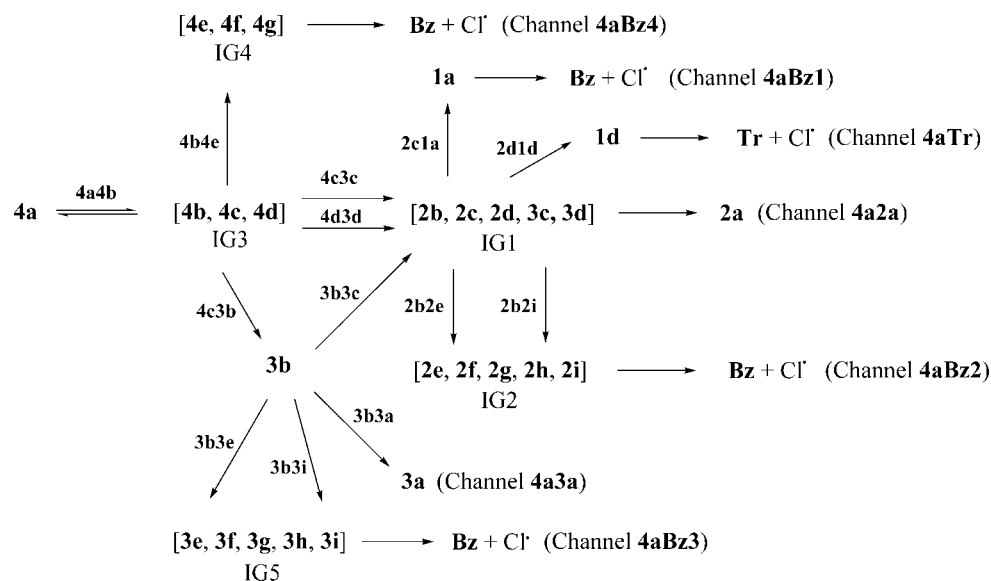 [4e, 4f, 4g]
IG4
Bz + Cl• (Channel 4aBz4)
1a
Bz + Cl• (Channel 4aBz1)
4b4e
2c1a
2d1d
1d
Tr + Cl• (Channel 4aTr)
4a
4a4b
[4b, 4c, 4d]
IG3
4c3c
4d3d
[2b, 2c, 2d, 3c, 3d]
IG1
2a (Channel 4a2a)
4c3b
3b3c
2b2e
2b2i
3b
[2e, 2f, 2g, 2h, 2i]
IG2
Bz + Cl• (Channel 4aBz2)
3b3e
3b3i
3b3a
3a (Channel 4a3a)
[3e, 3f, 3g, 3h, 3i]
IG5
Bz + Cl• (Channel 4aBz3)